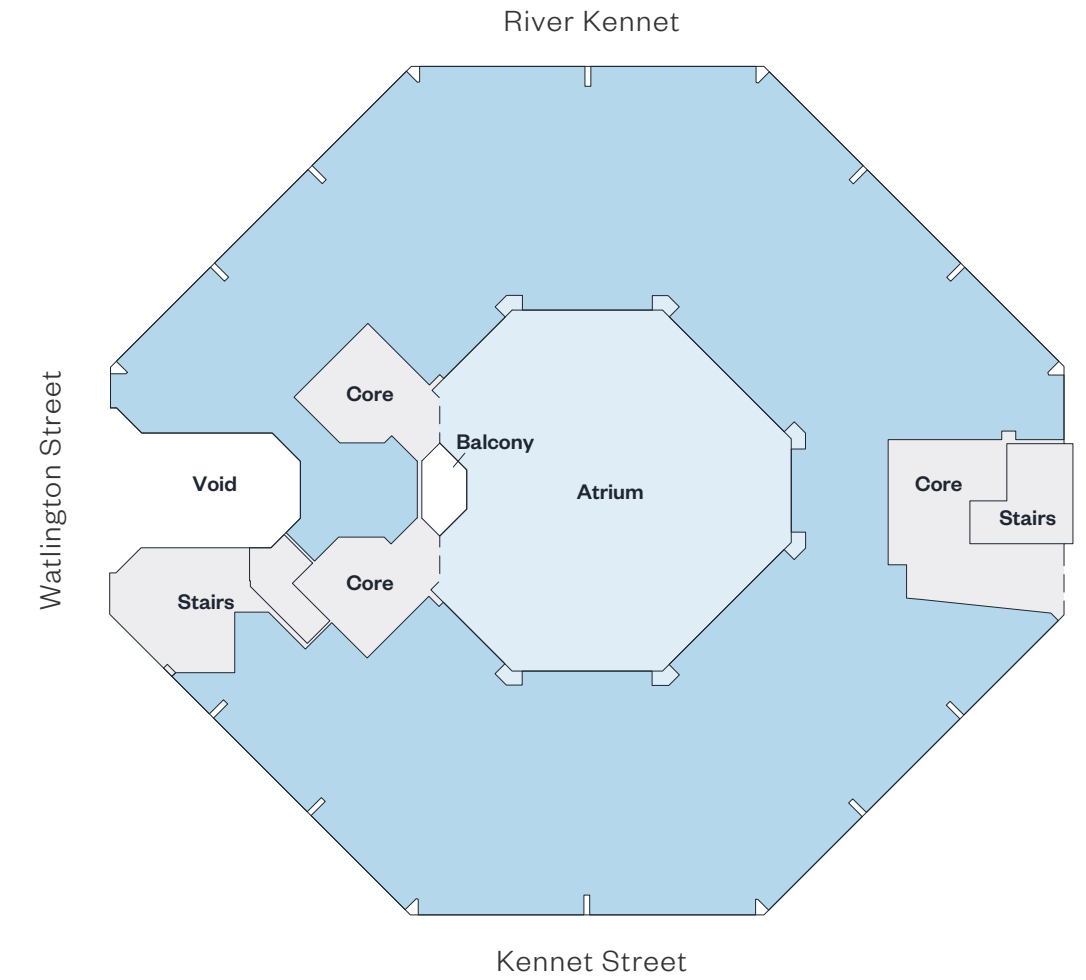 River Kennet
Core
Balcony
Watlington Street
Void
Atrium
Core
Stairs
Core
Stairs
Kennet Street